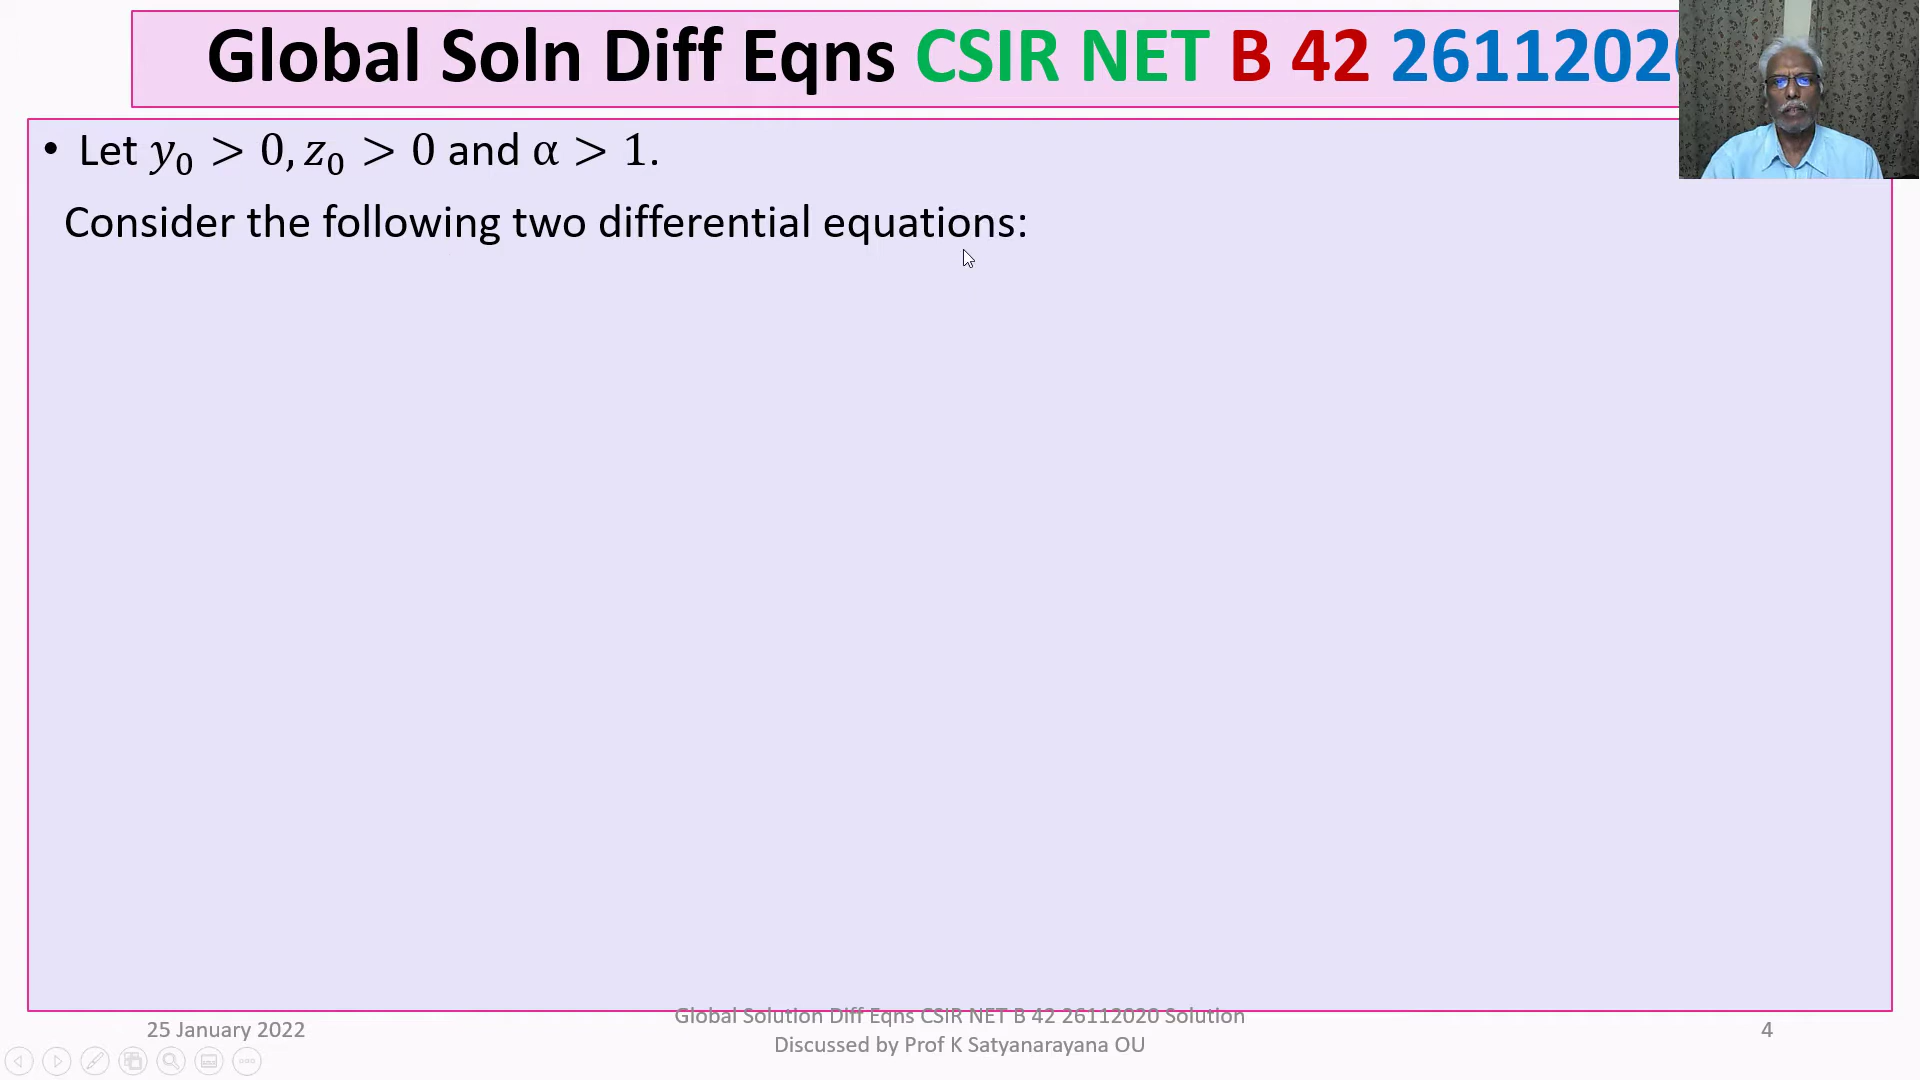 Global Soln Diff Eqns CSIR NET B 42 2611202
• Let y₀ > 0, z₀ > 0 and α > 1.
Consider the following two differential equations:
25 January 2022
Global Solution Diff Eqns CSIR NET B 42 26112020 Solution
Discussed by Prof K Satyanarayana OU
4